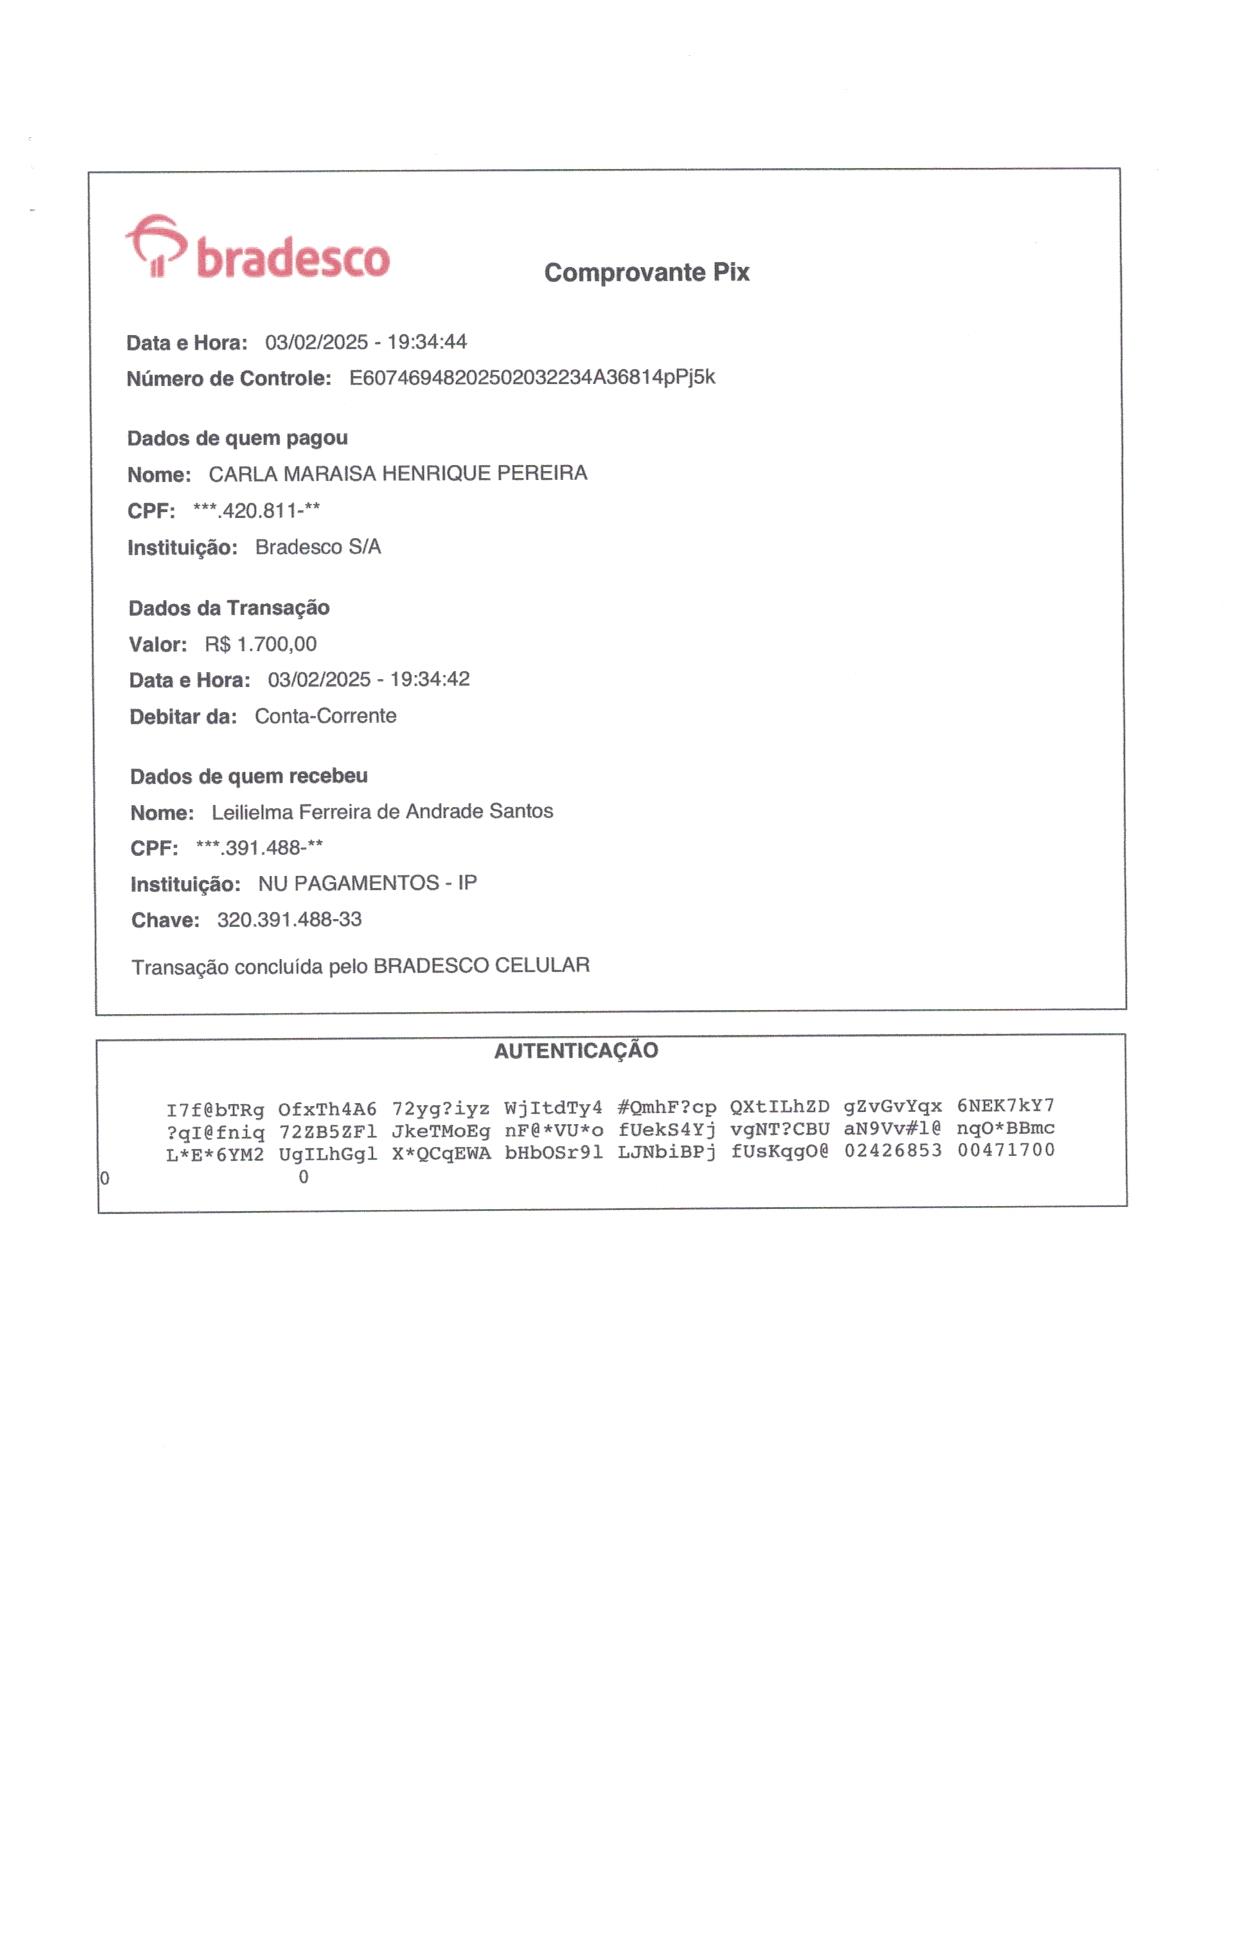 bradesco
Comprovante Pix
Data e Hora: 03/02/2025 - 19:34:44
Número de Controle: E60746948202502032234A36814pPj5k
Dados de quem pagou
Nome: CARLA MARAISA HENRIQUE PEREIRA
CPF: ***.420.811-**
Instituição: Bradesco S/A
Dados da Transação
Valor: R$ 1.700,00
Data e Hora: 03/02/2025 - 19:34:42
Debitar da: Conta-Corrente
Dados de quem recebeu
Nome: Leilielma Ferreira de Andrade Santos
CPF: ***.391.488-**
Instituição: NU PAGAMENTOS - IP
Chave: 320.391.488-33
Transação concluída pelo BRADESCO CELULAR
AUTENTICAÇÃO
I7f@bTRg OfxTh4A6 72yg?iyz WjItdTy4 #QmhF?cp QXtILhZD gZvGvYqx 6NEK7kY7
?qI@fniq 72ZB5ZFl JkeTMoEg nF@*VU*o fUekS4Yj vgNT?CBU aN9Vv#l@ nqO*BBmc
L*E*6YM2 UgILhGgl X*QCqEWA bHbOSr9l LJNbiBPj fUsKqgO@ 02426853 00471700
0 0